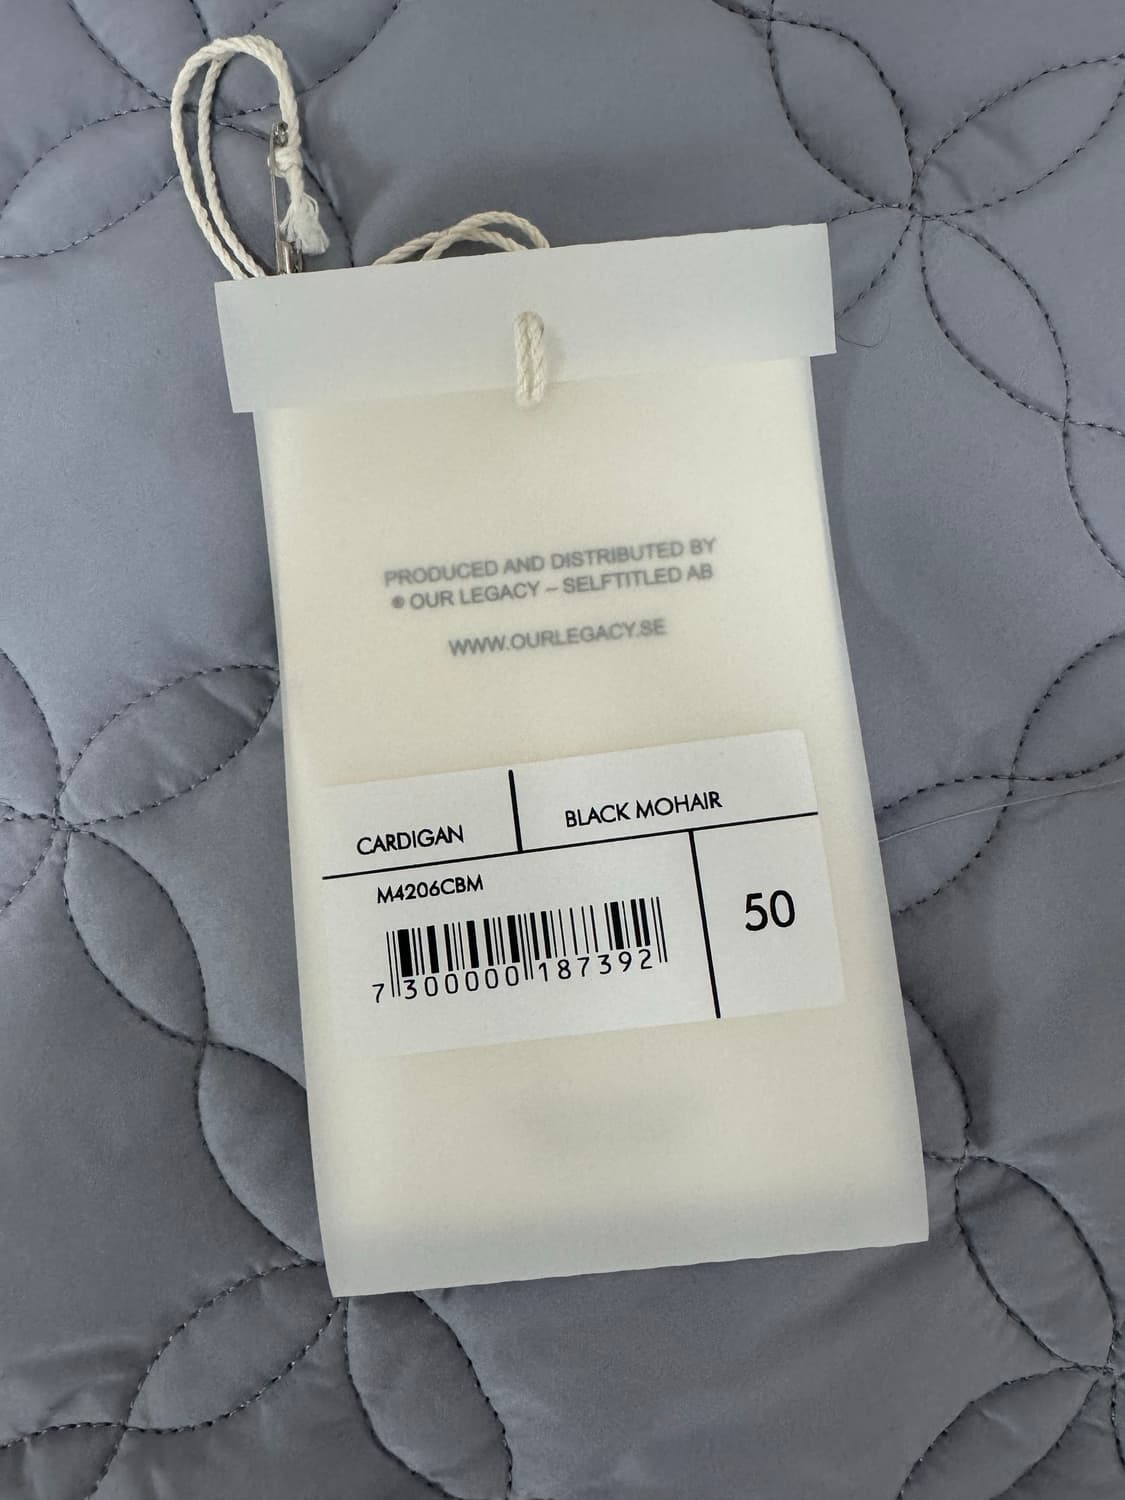 PRODUCED AND DISTRIBUTED BY
® OUR LEGACY – SELFTITLED AB
WWW.OURLEGACY.SE
CARDIGAN
BLACK MOHAIR
M4206CBM
50
7 300000 187392